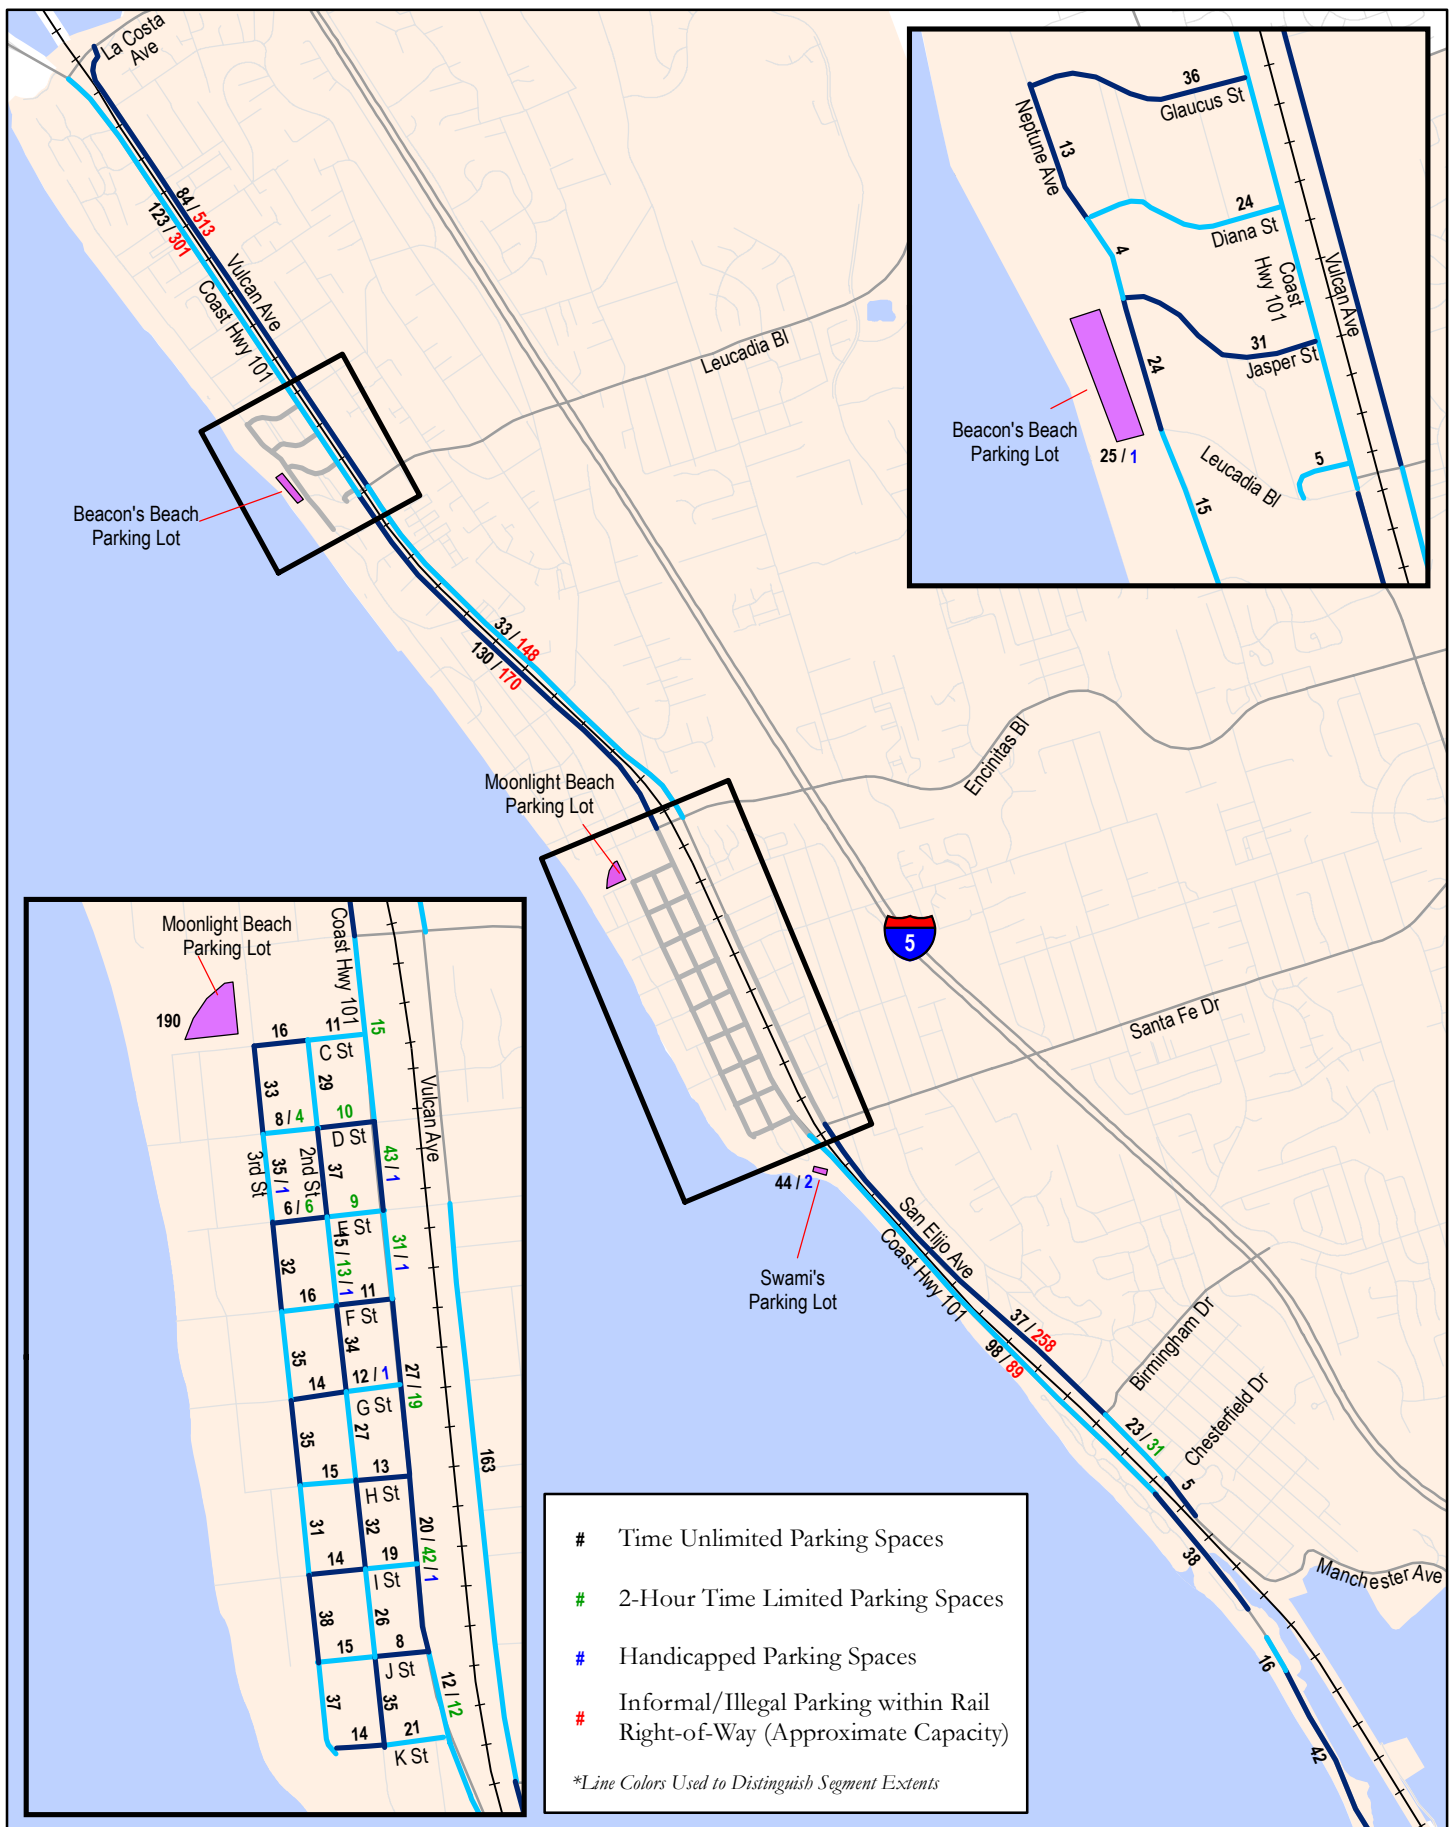 La Costa
Ave
84 / 513
123 / 301
Vulcan Ave
Coast Hwy 101
Leucadia Bl
Beacon's Beach
Parking Lot
33 / 148
130 / 170
Encinitas Bl
Moonlight Beach
Parking Lot
5
Santa Fe Dr
44 / 2
Swami's
Parking Lot
San Elijo Ave
Coast Hwy 101
37 / 258
98 / 89
Birmingham Dr
Chesterfield Dr
23 / 31
5
38
Manchester Ave
16
42
36
Glaucus St
Neptune Ave
13
24
Diana St
4
Coast
Hwy 101
Vulcan Ave
31
Jasper St
24
Beacon's Beach
Parking Lot
25 / 1
Leucadia Bl
5
15
Moonlight Beach
Parking Lot
Coast Hwy 101
190
16
11
15
C St
33
29
Vulcan Ave
8 / 4
10
D St
3rd St
35 / 1
2nd St
37
43 / 1
6 / 6
9
E St
32
15 / 13 / 1
31 / 1
16
11
F St
35
34
14
12 / 1
27 / 19
G St
35
27
15
13
163
H St
31
32
20 / 42 / 1
14
19
I St
38
26
15
8
J St
37
35
12 / 12
14
21
K St
# Time Unlimited Parking Spaces
# 2-Hour Time Limited Parking Spaces
# Handicapped Parking Spaces
# Informal/Illegal Parking within Rail
Right-of-Way (Approximate Capacity)
*Line Colors Used to Distinguish Segment Extents